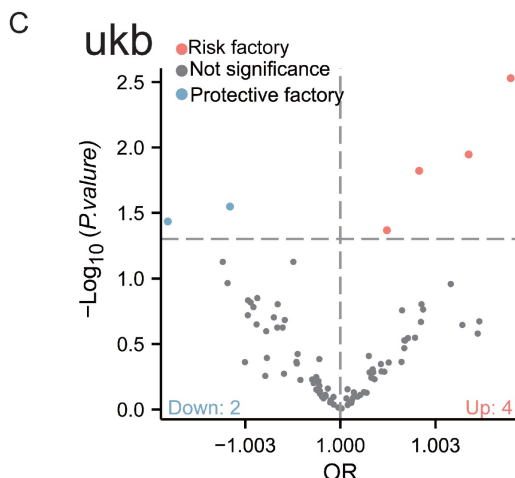 C
ukb
Risk factory
Not significance
Protective factory
2.5
2.0
1.5
1.0
0.5
0.0
−Log10 (P.valure)
Down: 2
Up: 4
−1.003
1.000
1.003
OR